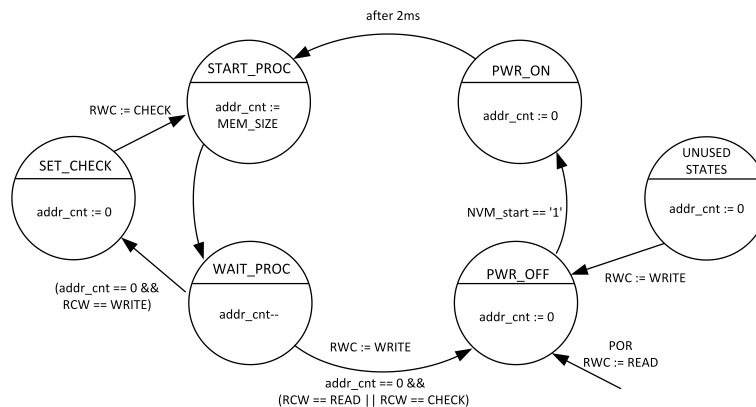 after 2ms
START_PROC
addr_cnt :=
MEM_SIZE
PWR_ON
addr_cnt := 0
RWC := CHECK
SET_CHECK
addr_cnt := 0
UNUSED
STATES
addr_cnt := 0
NVM_start == '1'
WAIT_PROC
addr_cnt--
PWR_OFF
addr_cnt := 0
RWC := WRITE
(addr_cnt == 0 &&
RCW == WRITE)
RWC := WRITE
POR
RWC := READ
addr_cnt == 0 &&
(RCW == READ || RCW == CHECK)